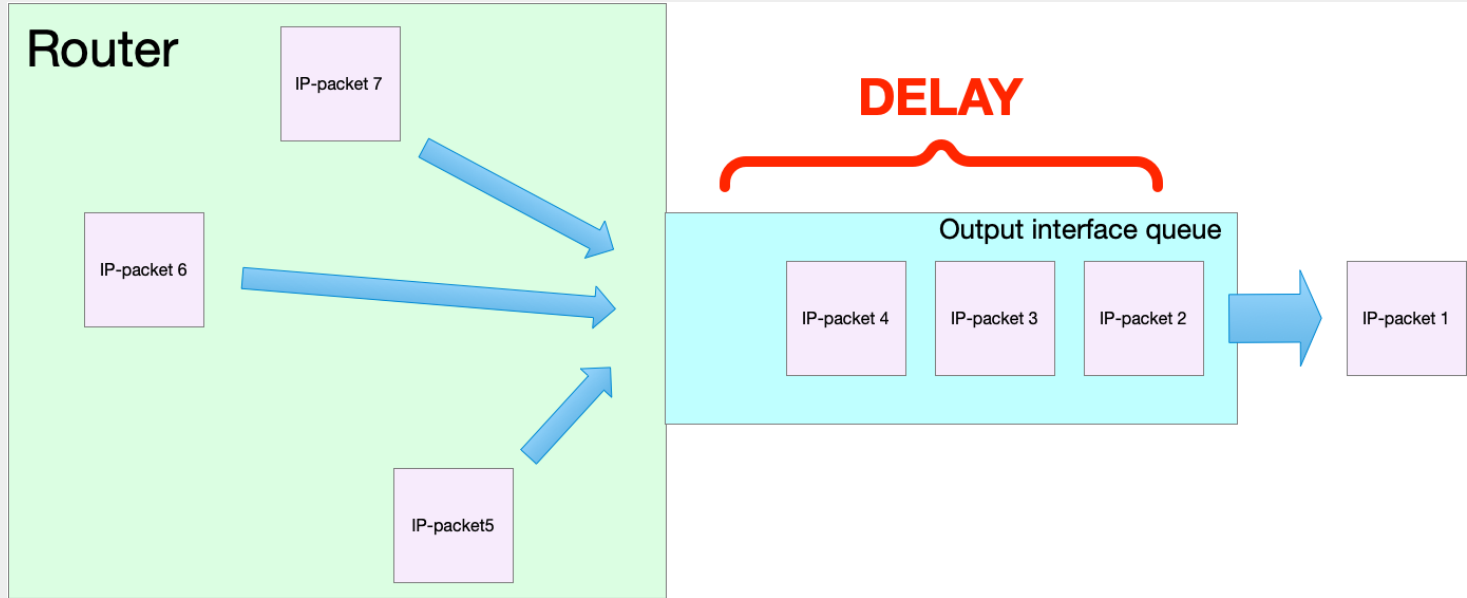 Router
IP-packet 7
DELAY
IP-packet 6
Output interface queue
IP-packet 4
IP-packet 3
IP-packet 2
IP-packet 1
IP-packet5